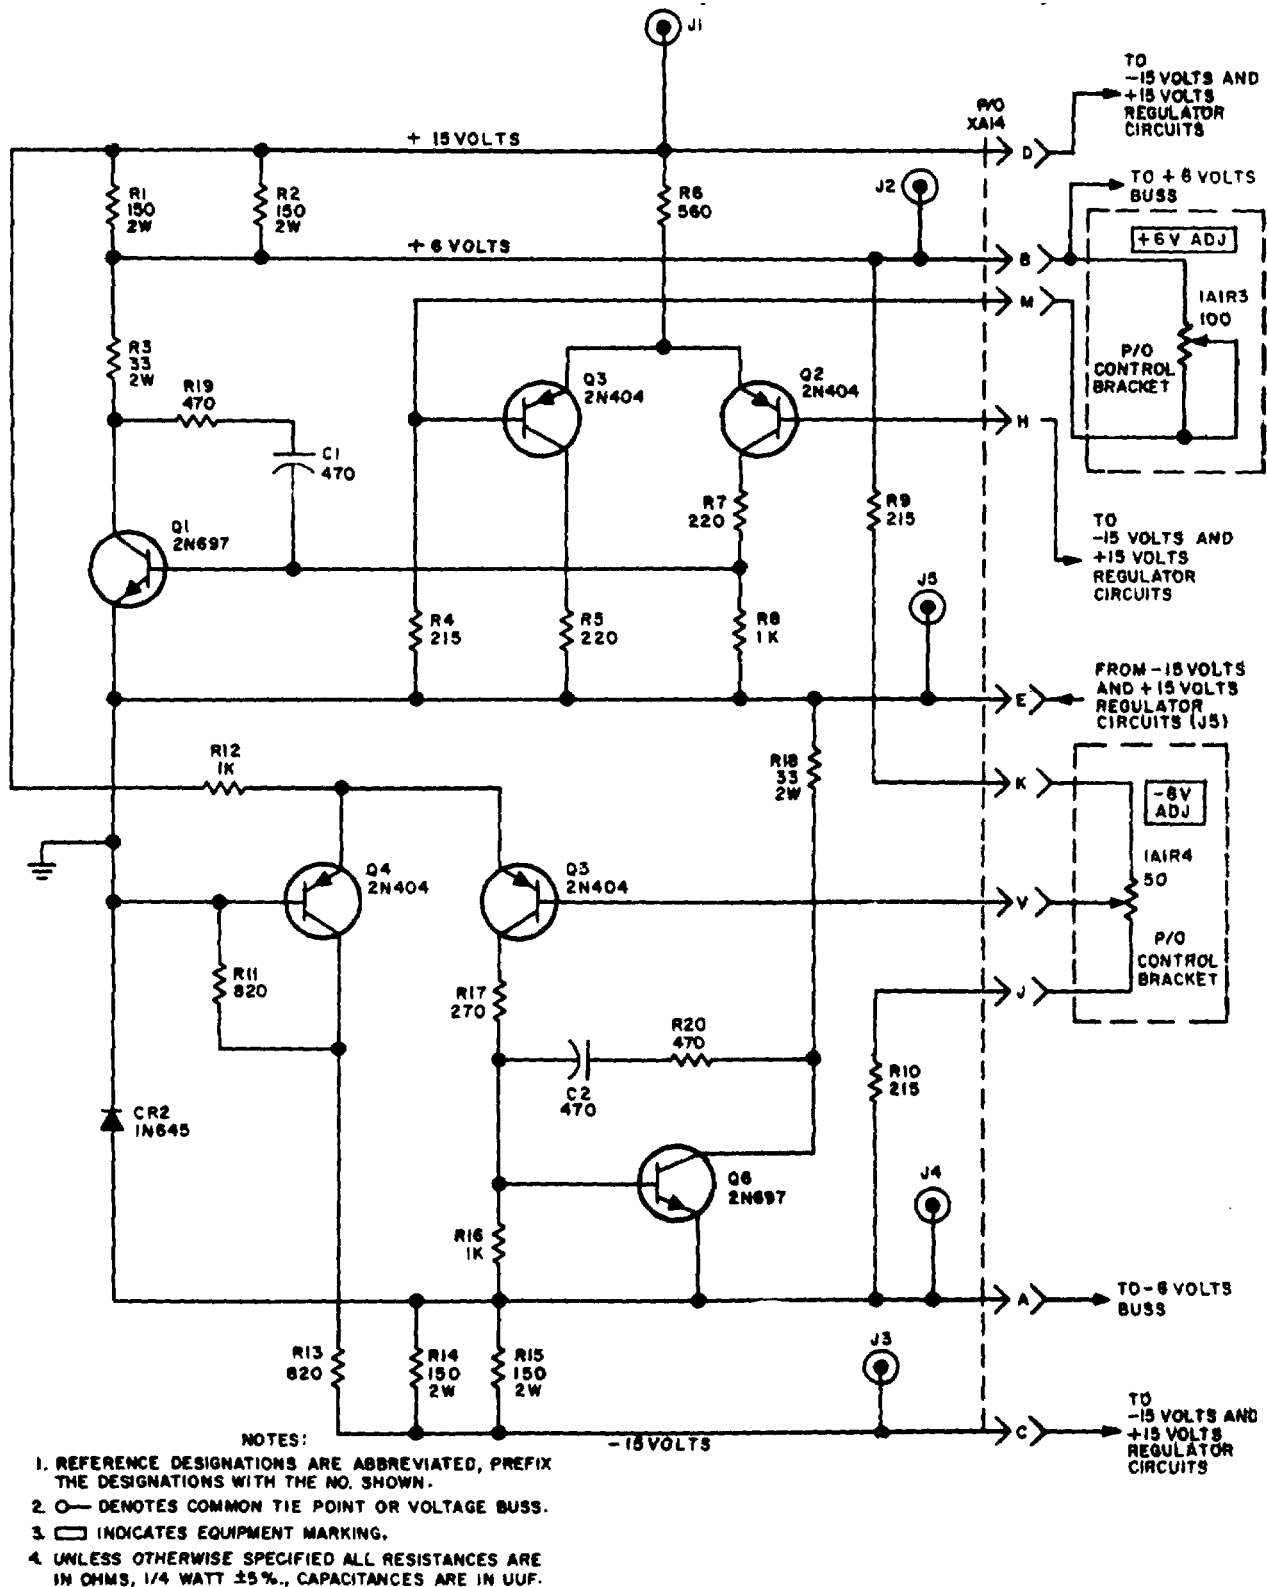 J1
TO
-15 VOLTS AND
+15 VOLTS
REGULATOR
CIRCUITS
P/O
XA14
+ 15 VOLTS
D
R1
150
2W
R2
150
2W
R6
560
J2
TO + 6 VOLTS
BUSS
+ 6 VOLTS
B
+6V ADJ
M
1A1R3
100
P/O
CONTROL
BRACKET
R3
33
2W
R19
470
Q3
2N404
Q2
2N404
H
C1
470
R7
220
R9
215
Q1
2N697
TO
-15 VOLTS AND
+15 VOLTS
REGULATOR
CIRCUITS
J5
R4
215
R5
220
R8
1K
E
FROM -15 VOLTS
AND + 15 VOLTS
REGULATOR
CIRCUITS (J5)
R12
1K
R18
33
2W
K
-6V
ADJ
Q4
2N404
Q3
2N404
1A1R4
50
V
P/O
CONTROL
BRACKET
R11
820
R17
270
J
R20
470
C2
470
R10
215
CR2
1N645
Q6
2N697
J4
R16
1K
A
TO -6 VOLTS
BUSS
R13
820
R14
150
2W
R15
150
2W
J3
C
TO
-15 VOLTS AND
+15 VOLTS
REGULATOR
CIRCUITS
-15 VOLTS
NOTES:
1. REFERENCE DESIGNATIONS ARE ABBREVIATED, PREFIX
THE DESIGNATIONS WITH THE NO. SHOWN.
2. DENOTES COMMON TIE POINT OR VOLTAGE BUSS.
3. INDICATES EQUIPMENT MARKING.
4. UNLESS OTHERWISE SPECIFIED ALL RESISTANCES ARE
IN OHMS, 1/4 WATT ±5%., CAPACITANCES ARE IN UUF.